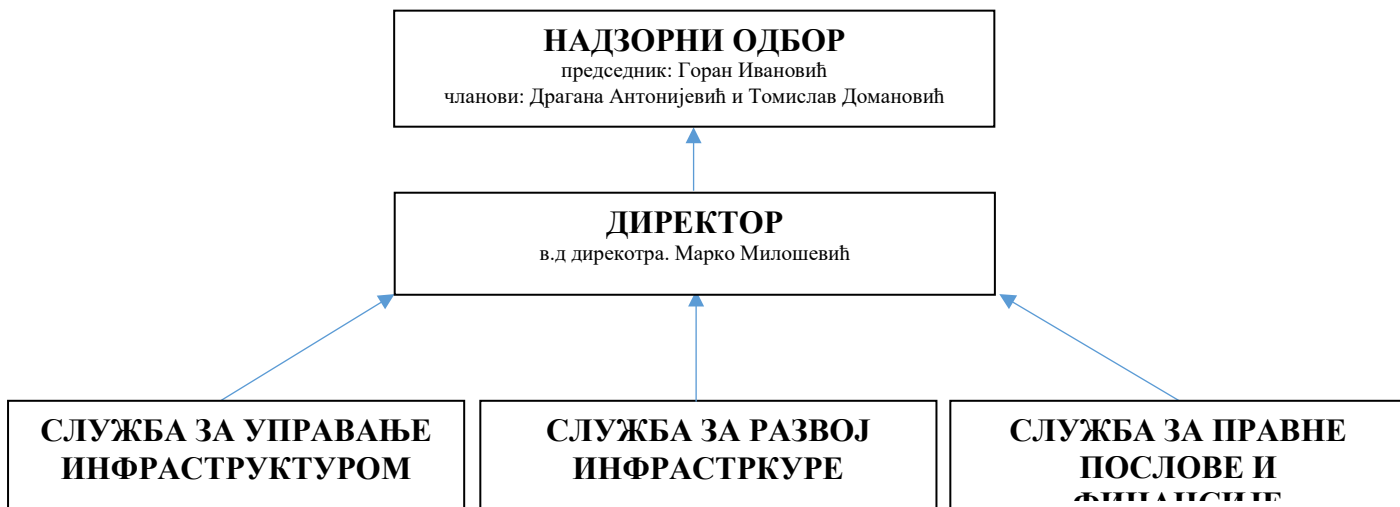 НАДЗОРНИ ОДБОР
председник: Горан Ивановић
чланови: Драгана Антонијевић и Томислав Домановић
ДИРЕКТОР
в.д дирекотра. Марко Милошевић
СЛУЖБА ЗА УПРАВАЊЕ
ИНФРАСТРУКТУРОМ
СЛУЖБА ЗА РАЗВОЈ
ИНФРАСТРКУРЕ
СЛУЖБА ЗА ПРАВНЕ
ПОСЛОВЕ И
ФИНАНСИЈЕ